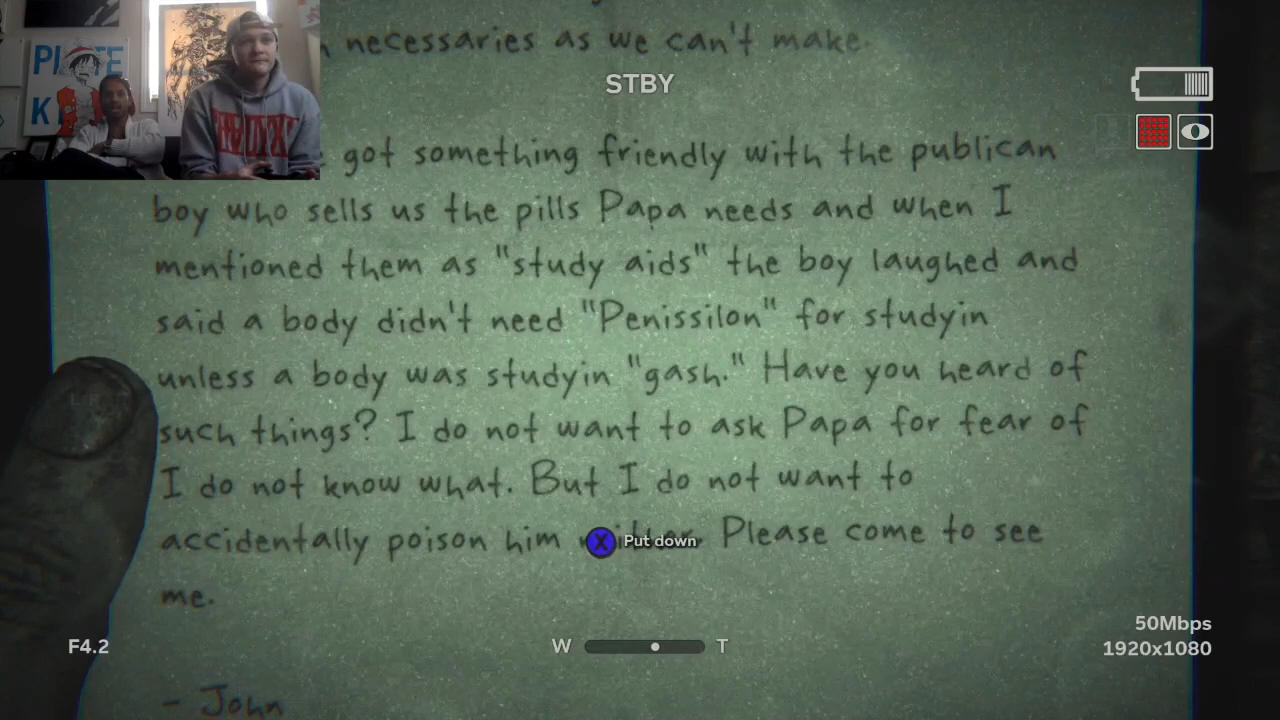 necessaries as we can't make.
STBY
got something friendly with the publican
boy who sells us the pills Papa needs and when I
mentioned them as "study aids" the boy laughed and
said a body didn't need "Penissilon" for studyin
unless a body was studyin "gash." Have you heard of
such things? I do not want to ask Papa for fear of
I do not know what. But I do not want to
accidentally poison him Please come to see
X Put down
me.
F4.2
W T
50Mbps
1920x1080
- John